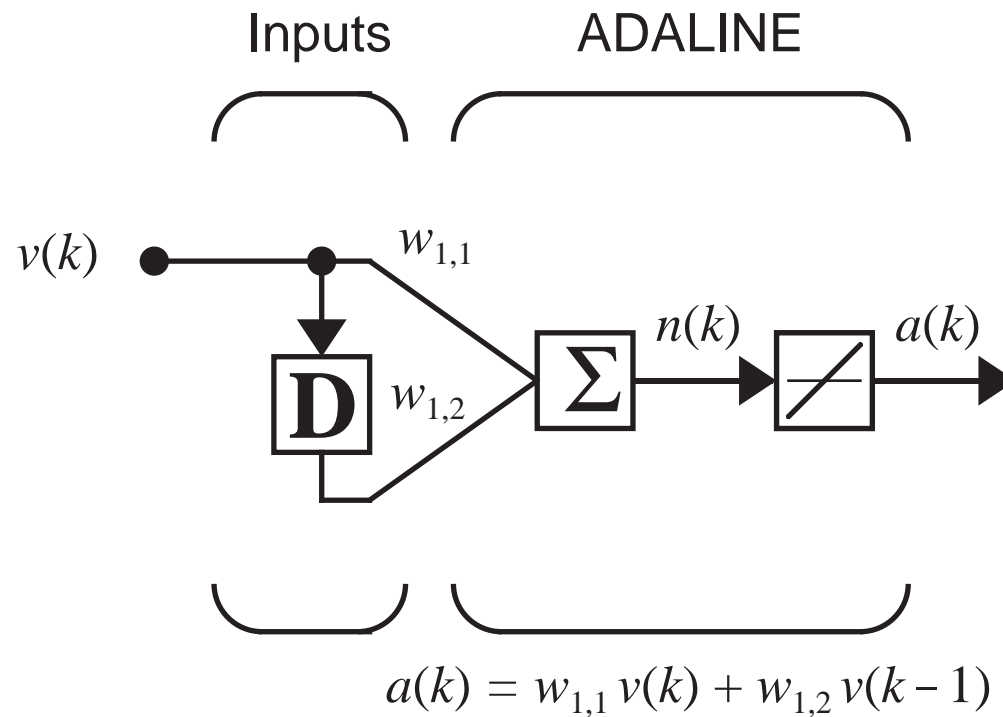 Inputs ADALINE
v(k) w₁,₁
n(k) a(k)
D w₁,₂ Σ
a(k) = w₁,₁ v(k) + w₁,₂ v(k – 1)